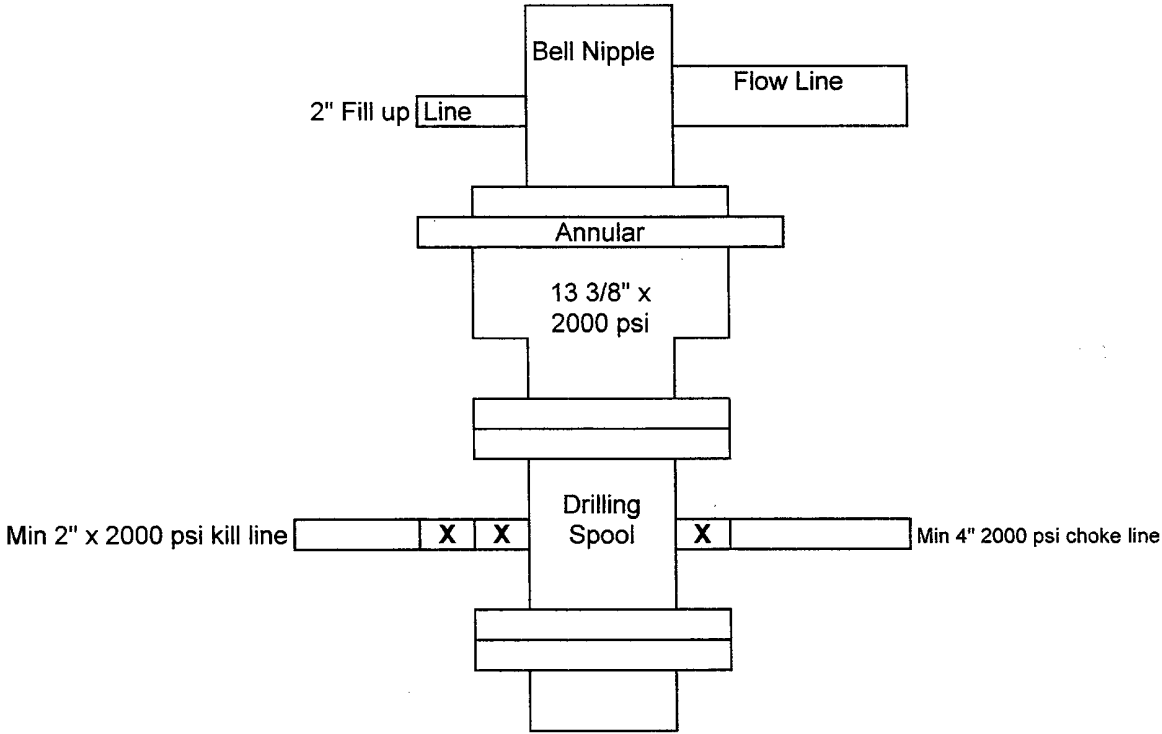 Bell Nipple
Flow Line
2" Fill up Line
Annular
13 3/8" x
2000 psi
Drilling
Spool
Min 2" x 2000 psi kill line
X X
X
Min 4" 2000 psi choke line